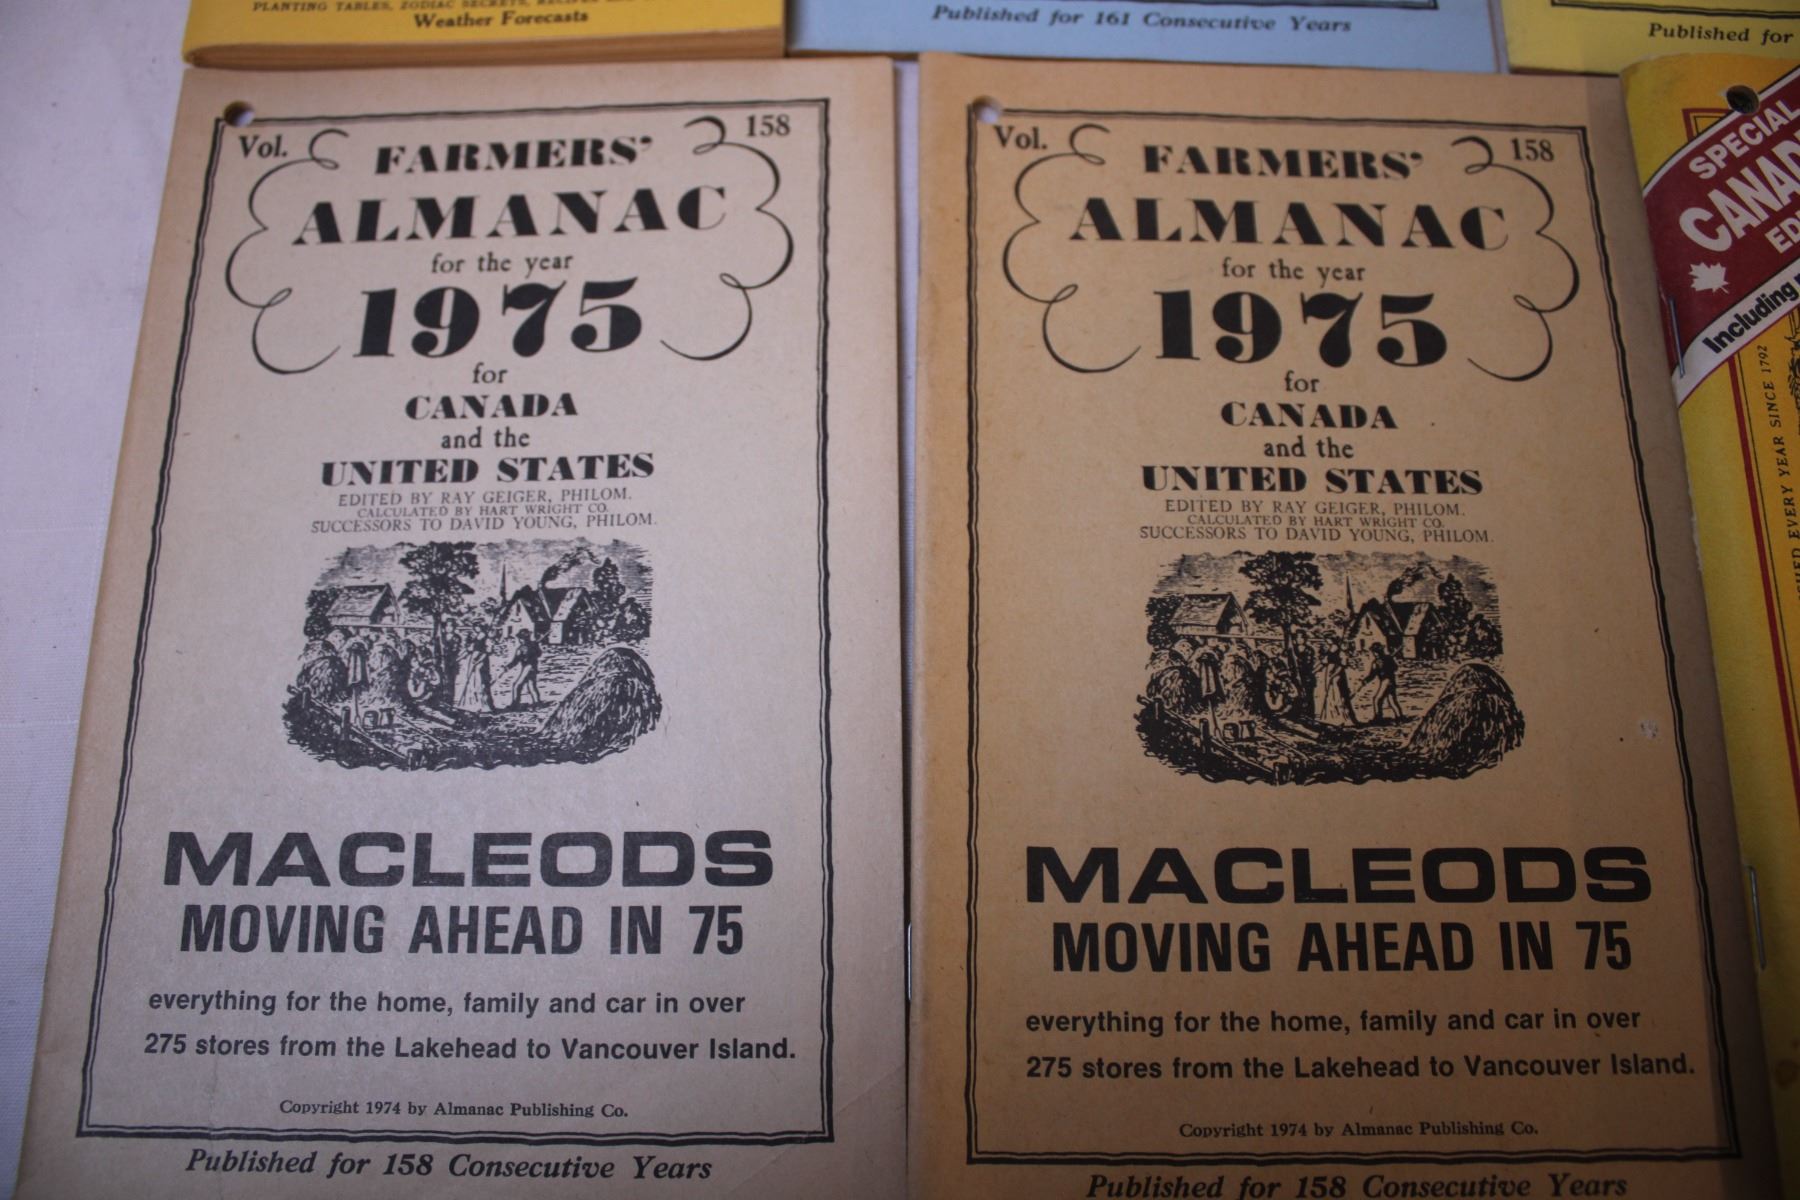 PLANTING TABLES, ZODIAC SECRETS, RECIPES
Weather Forecasts
Published for 161 Consecutive Years
Published for
Vol. 158
FARMERS'
ALMANAC
for the year
1975
for
CANADA
and the
UNITED STATES
EDITED BY RAY GEIGER, PHILOM.
CALCULATED BY HART WRIGHT CO.
SUCCESSORS TO DAVID YOUNG, PHILOM.
MACLEODS
MOVING AHEAD IN 75
everything for the home, family and car in over
275 stores from the Lakehead to Vancouver Island.
Copyright 1974 by Almanac Publishing Co.
Published for 158 Consecutive Years
Vol. 158
FARMERS'
ALMANAC
for the year
1975
for
CANADA
and the
UNITED STATES
EDITED BY RAY GEIGER, PHILOM.
CALCULATED BY HART WRIGHT CO.
SUCCESSORS TO DAVID YOUNG, PHILOM.
MACLEODS
MOVING AHEAD IN 75
everything for the home, family and car in over
275 stores from the Lakehead to Vancouver Island.
Copyright 1974 by Almanac Publishing Co.
Published for 158 Consecutive Years
SPECIAL
CANAD
ED
Including
EVERY YEAR SINCE 1792